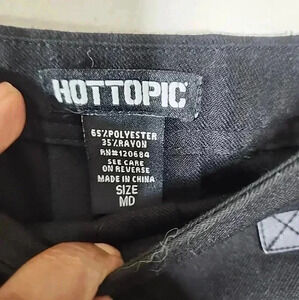 HOTTOPIC
65%POLYESTER
35%RAYON
RN#120684
SEE CARE
ON REVERSE
MADE IN CHINA
SIZE
MD